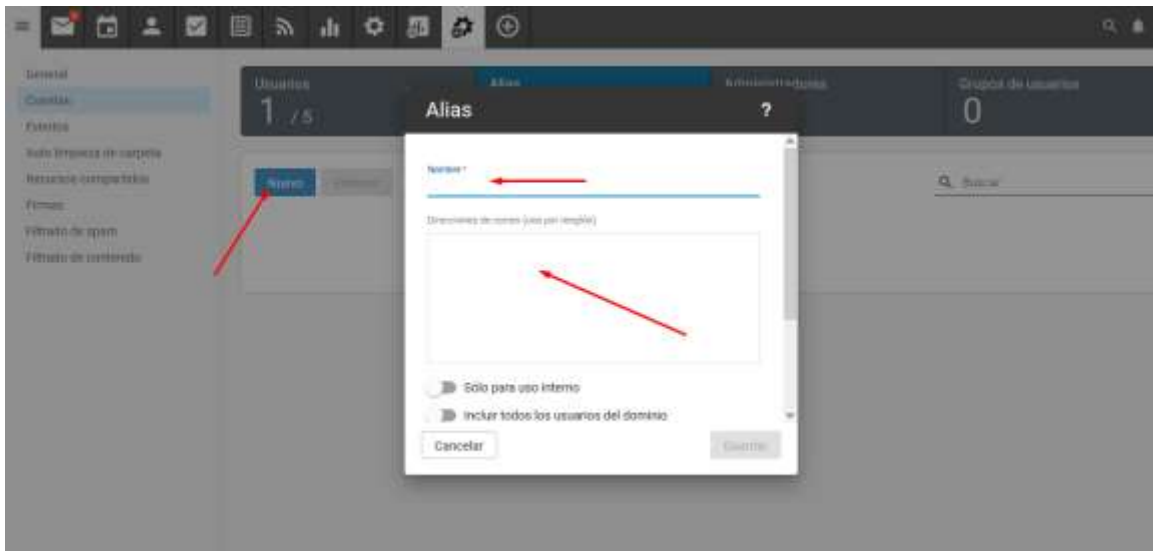 General
Cuentas
Eventos
Auto limpieza de carpeta
Recursos compartidos
Firmas
Filtrado de spam
Filtrado de contenido
Usuarios
1 / 5
Alias
Administradores
Grupos de usuarios
0
Nuevo
Eliminar
Buscar
Alias
?
Nombre *
Direcciones de correo (una por renglón)
Sólo para uso interno
Incluir todos los usuarios del dominio
Cancelar
Guardar